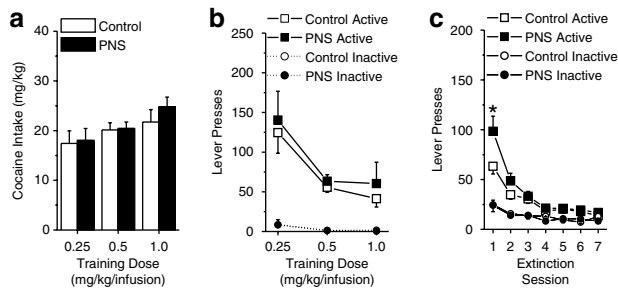 a
Control
PNS
Cocaine Intake (mg/kg)
40
30
20
10
0
0.25 0.5 1.0
Training Dose
(mg/kg/infusion)
b
Control Active
PNS Active
Control Inactive
PNS Inactive
Lever Presses
250
200
150
100
50
0
0.25 0.5 1.0
Training Dose
(mg/kg/infusion)
c
Control Active
PNS Active
Control Inactive
PNS Inactive
Lever Presses
200
150
100
50
0
*
1 2 3 4 5 6 7
Extinction
Session